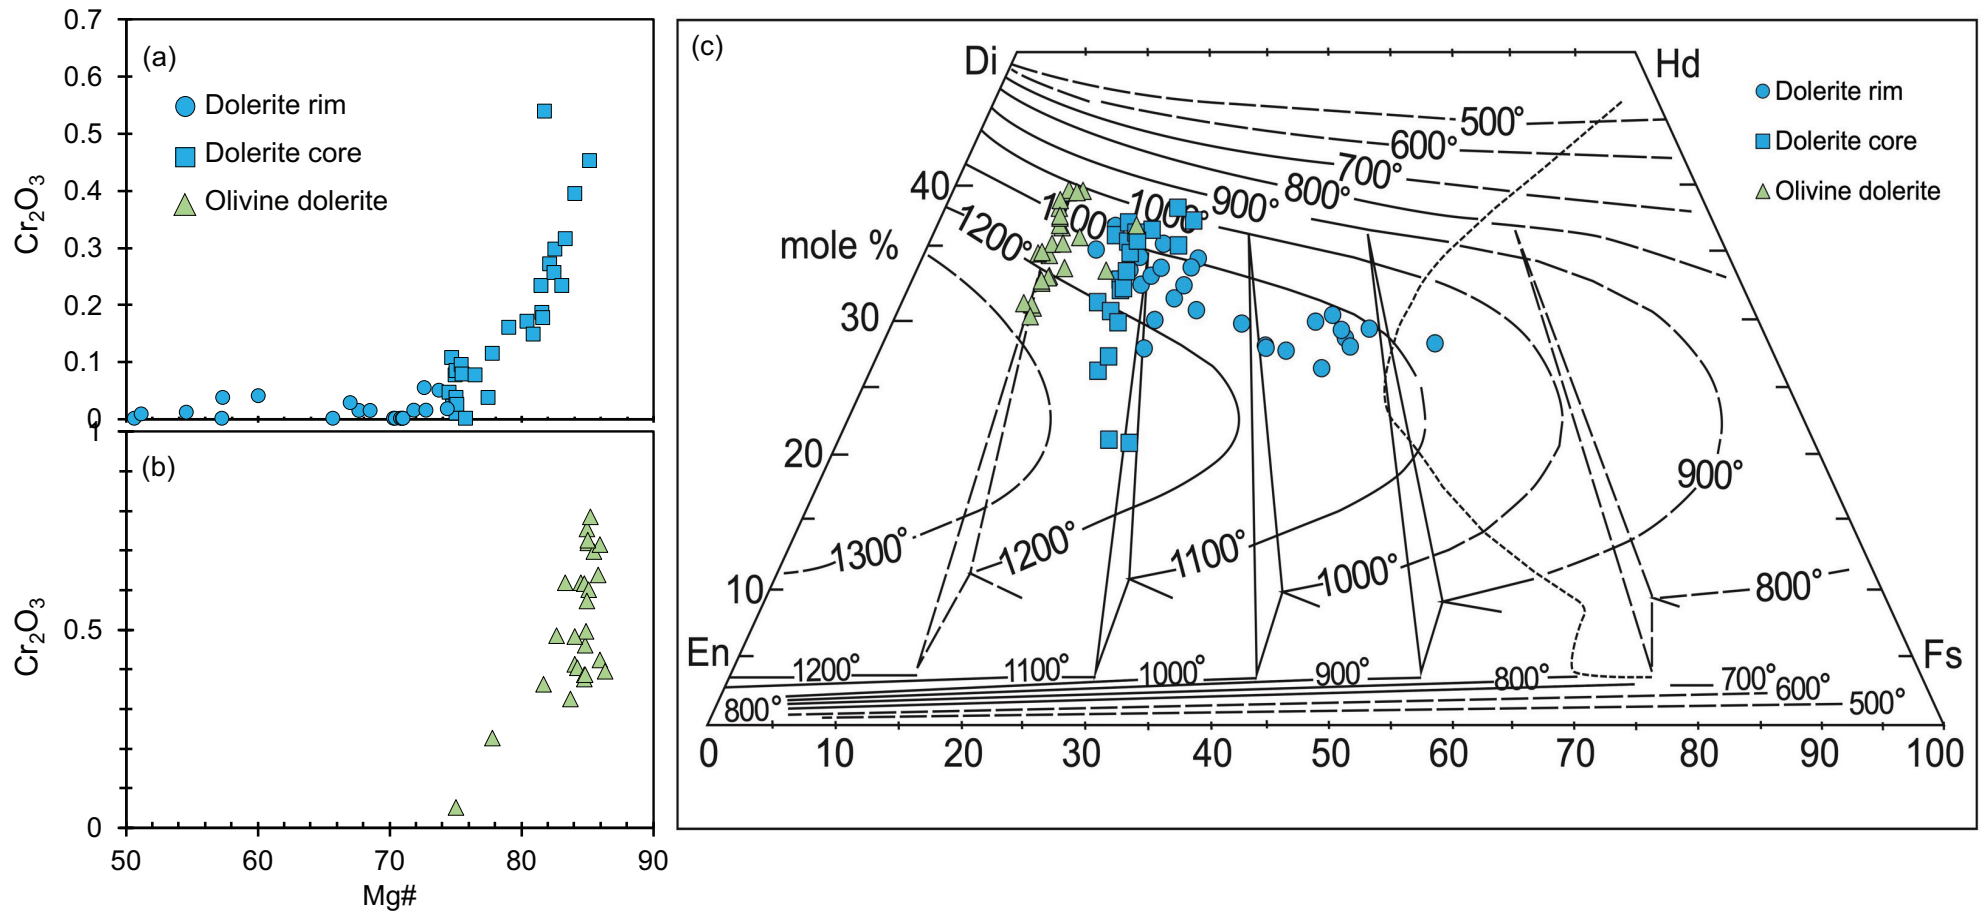 (a)
0.7
0.6
0.5
0.4
0.3
0.2
0.1
0
Cr2O3
Dolerite rim
Dolerite core
Olivine dolerite
(b)
1
0.5
0
Cr2O3
50 60 70 80 90
Mg#
(c)
Di
Hd
Dolerite rim
Dolerite core
Olivine dolerite
500°
600°
700°
800°
900°
1000°
1200°
40
mole %
30
20
10
900°
1300°
1200°
1100°
1000°
800°
En
Fs
1200° 1100° 1000° 900° 800° 700° 600° 500°
800°
0 10 20 30 40 50 60 70 80 90 100